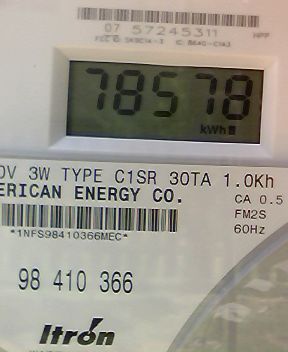 07 57245311
78578
kWh
0V 3W TYPE C1SR 30TA 1.0Kh
ERICAN ENERGY CO.
CA 0.5
FM2S
60Hz
*1NFS98410366MEC*
98 410 366
Itrón